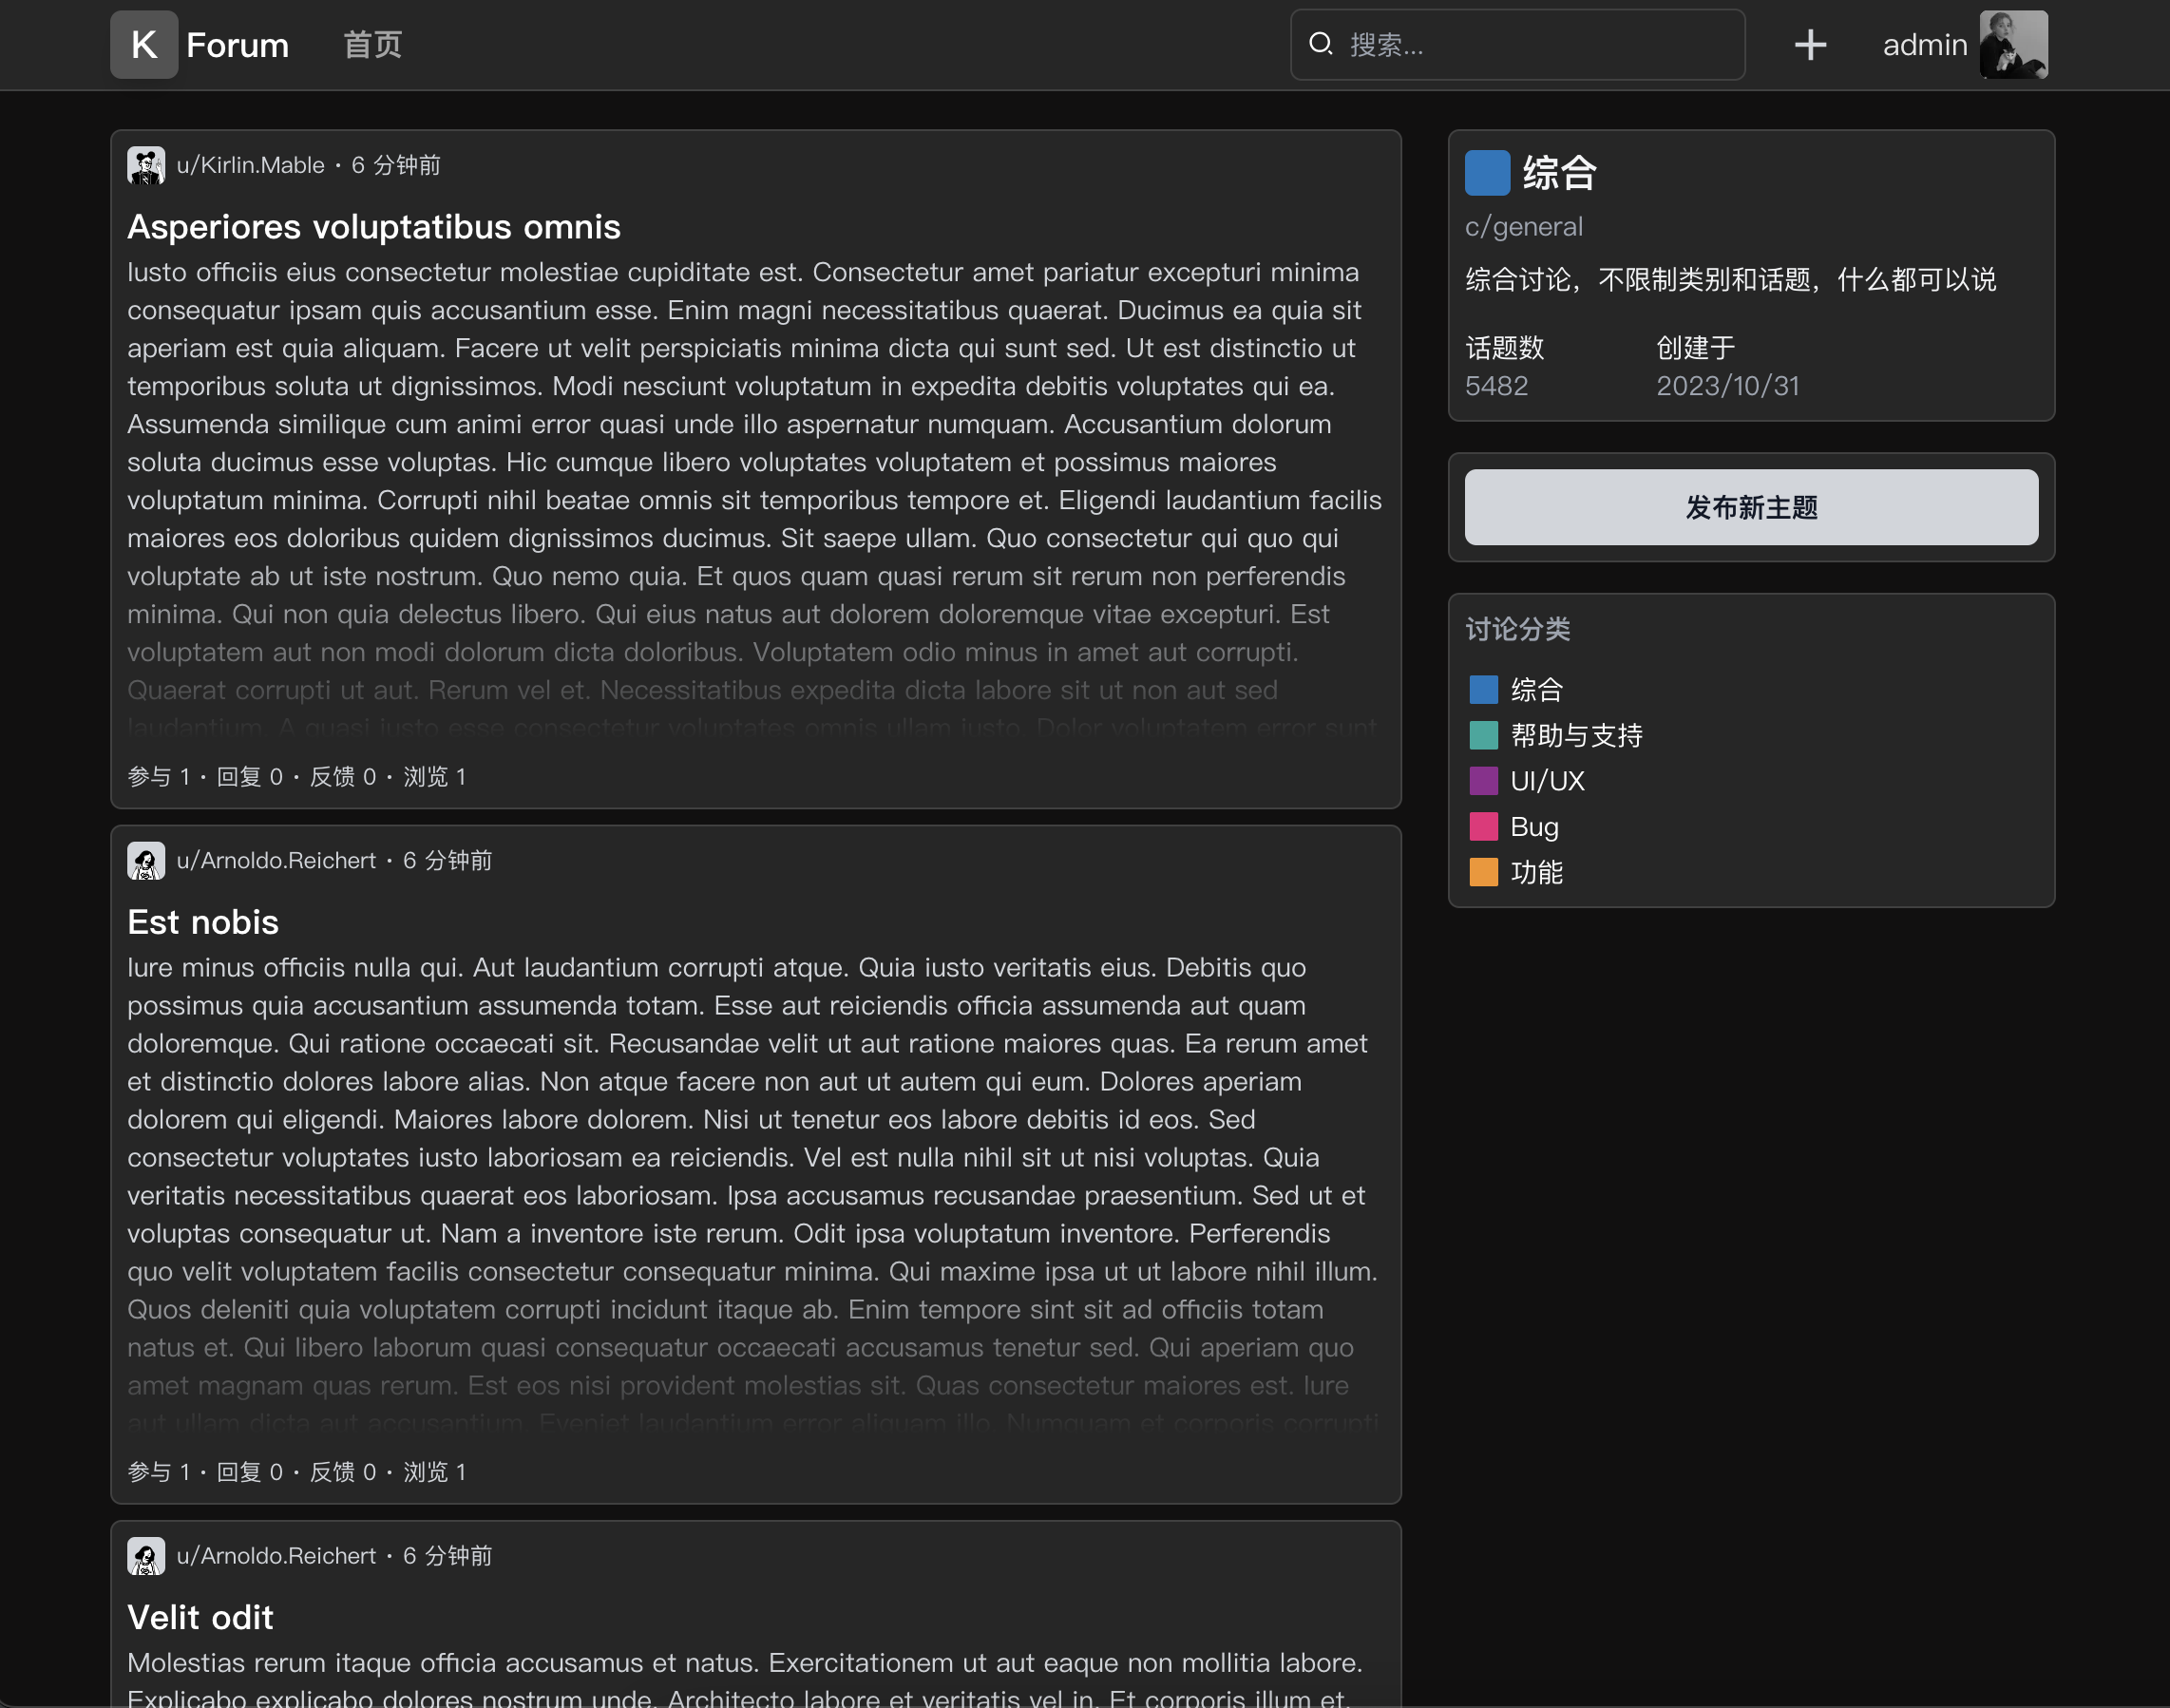 K Forum 首页 搜索... admin
u/Kirlin.Mable · 6 分钟前
Asperiores voluptatibus omnis
Iusto officiis eius consectetur molestiae cupiditate est. Consectetur amet pariatur excepturi minima
consequatur ipsam quis accusantium esse. Enim magni necessitatibus quaerat. Ducimus ea quia sit
aperiam est quia aliquam. Facere ut velit perspiciatis minima dicta qui sunt sed. Ut est distinctio ut
temporibus soluta ut dignissimos. Modi nesciunt voluptatum in expedita debitis voluptates qui ea.
Assumenda similique cum animi error quasi unde illo aspernatur numquam. Accusantium dolorum
soluta ducimus esse voluptas. Hic cumque libero voluptates voluptatem et possimus maiores
voluptatum minima. Corrupti nihil beatae omnis sit temporibus tempore et. Eligendi laudantium facilis
maiores eos doloribus quidem dignissimos ducimus. Sit saepe ullam. Quo consectetur qui quo qui
voluptate ab ut iste nostrum. Quo nemo quia. Et quos quam quasi rerum sit rerum non perferendis
minima. Qui non quia delectus libero. Qui eius natus aut dolorem doloremque vitae excepturi. Est
voluptatem aut non modi dolorum dicta doloribus. Voluptatem odio minus in amet aut corrupti.
Quaerat corrupti ut aut. Rerum vel et. Necessitatibus expedita dicta labore sit ut non aut sed
laudantium. A quasi iusto esse consectetur voluptates omnis ullam iusto. Dolor voluptatem error sunt
参与 1 · 回复 0 · 反馈 0 · 浏览 1
u/Arnoldo.Reichert · 6 分钟前
Est nobis
Iure minus officiis nulla qui. Aut laudantium corrupti atque. Quia iusto veritatis eius. Debitis quo
possimus quia accusantium assumenda totam. Esse aut reiciendis officia assumenda aut quam
doloremque. Qui ratione occaecati sit. Recusandae velit ut aut ratione maiores quas. Ea rerum amet
et distinctio dolores labore alias. Non atque facere non aut ut autem qui eum. Dolores aperiam
dolorem qui eligendi. Maiores labore dolorem. Nisi ut tenetur eos labore debitis id eos. Sed
consectetur voluptates iusto laboriosam ea reiciendis. Vel est nulla nihil sit ut nisi voluptas. Quia
veritatis necessitatibus quaerat eos laboriosam. Ipsa accusamus recusandae praesentium. Sed ut et
voluptas consequatur ut. Nam a inventore iste rerum. Odit ipsa voluptatum inventore. Perferendis
quo velit voluptatem facilis consectetur consequatur minima. Qui maxime ipsa ut ut labore nihil illum.
Quos deleniti quia voluptatem corrupti incidunt itaque ab. Enim tempore sint sit ad officiis totam
natus et. Qui libero laborum quasi consequatur occaecati accusamus tenetur sed. Qui aperiam quo
amet magnam quas rerum. Est eos nisi provident molestias sit. Quas consectetur maiores est. Iure
aut ullam dicta aut accusantium. Eveniet laudantium error aliquam illo. Numquam et corporis corrupti
参与 1 · 回复 0 · 反馈 0 · 浏览 1
u/Arnoldo.Reichert · 6 分钟前
Velit odit
Molestias rerum itaque officia accusamus et natus. Exercitationem ut aut eaque non mollitia labore.
Explicabo explicabo dolores nostrum unde. Architecto labore et veritatis vel in. Et corporis illum et.
综合
c/general
综合讨论，不限制类别和话题，什么都可以说
话题数 创建于
5482 2023/10/31
发布新主题
讨论分类
综合
帮助与支持
UI/UX
Bug
功能